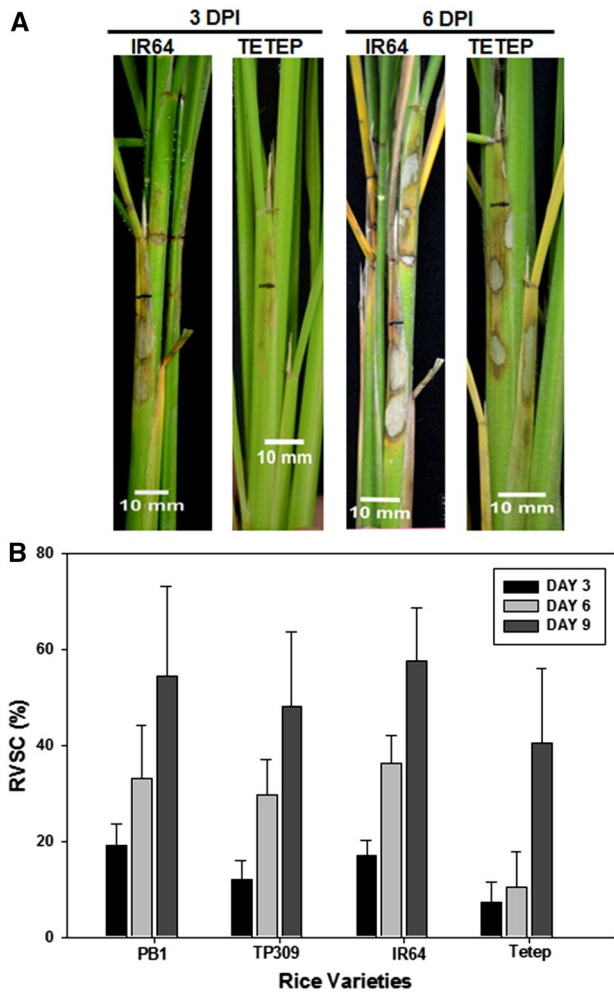 A
3 DPI 6 DPI
IR64 TETEP IR64 TETEP
10 mm 10 mm 10 mm 10 mm
B
80
60
40
20
0
RVSC (%)
DAY 3
DAY 6
DAY 9
PB1 TP309 IR64 Tetep
Rice Varieties